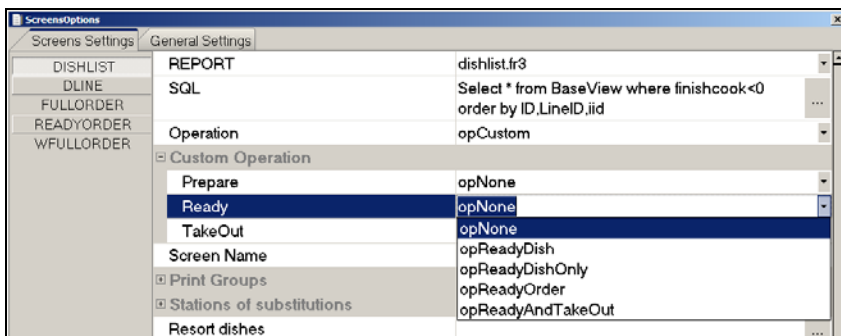 ScreensOptions
Screens Settings General Settings
DISHLIST
DLINE
FULLORDER
READYORDER
WFULLORDER
REPORT dishlist.fr3
SQL Select * from BaseView where finishcook<0
order by ID,LineID,iid
...
Operation opCustom
Custom Operation
Prepare opNone
Ready opNone
TakeOut
opNone
opReadyDish
opReadyDishOnly
opReadyOrder
opReadyAndTakeOut
Screen Name
Print Groups
Stations of substitutions
Resort dishes ...